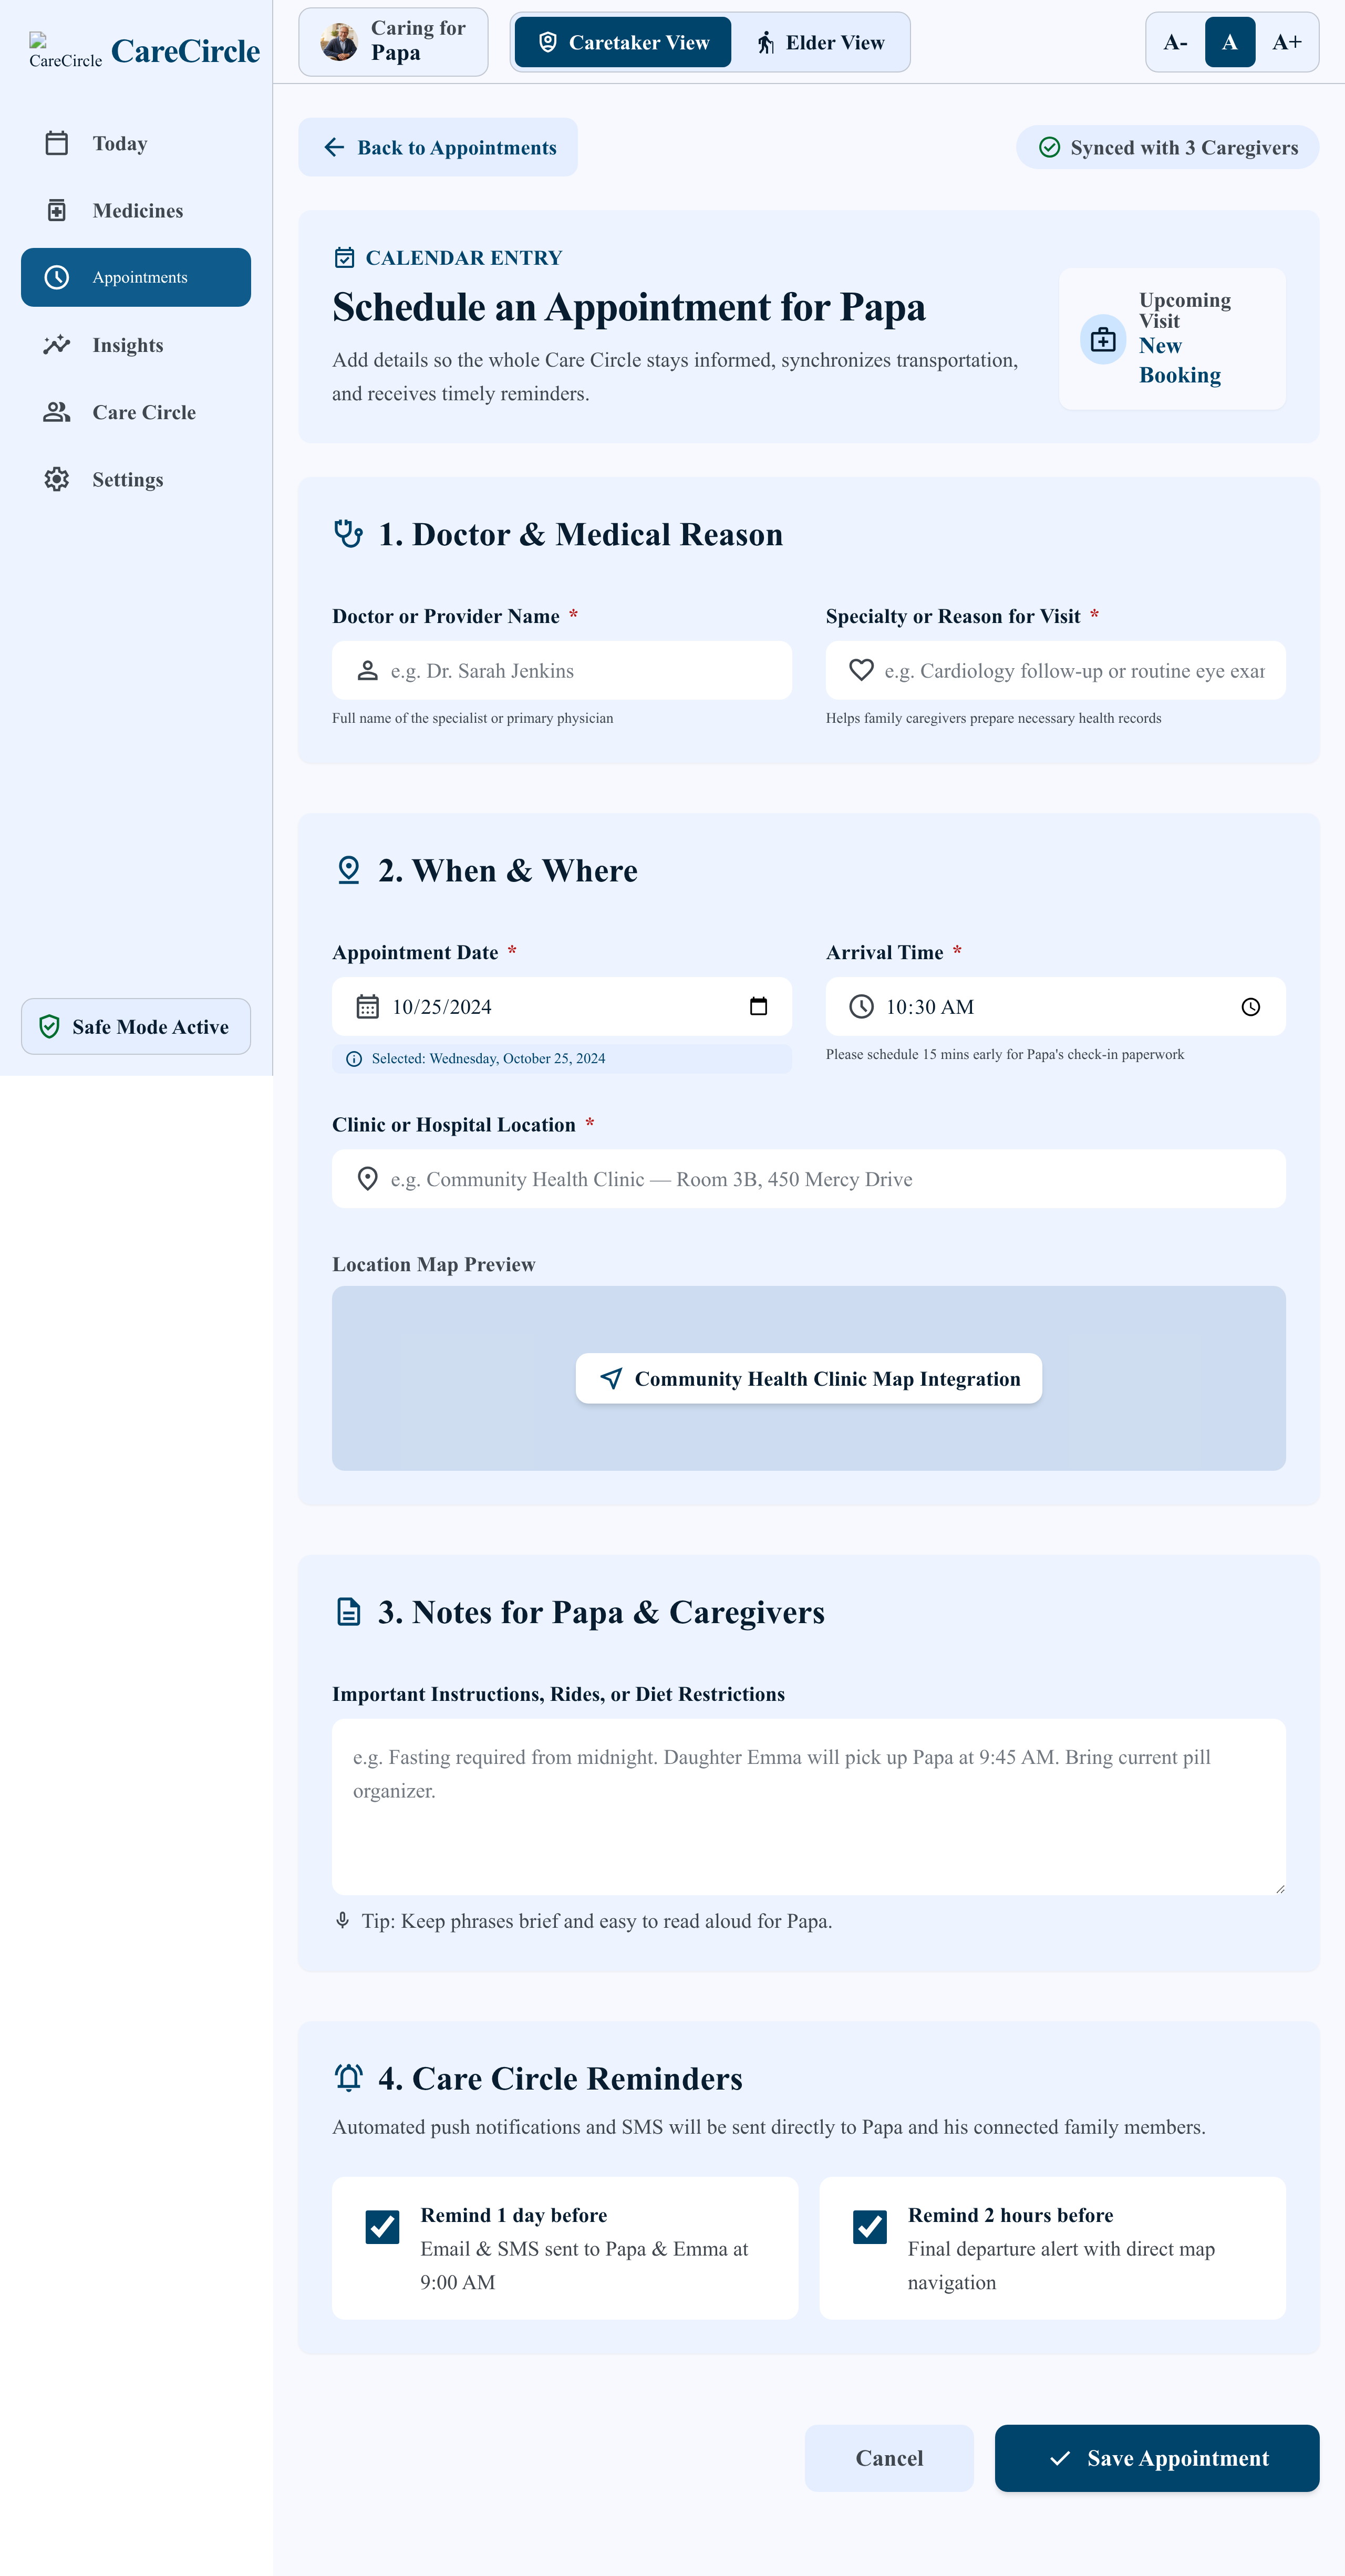 CareCircle CareCircle
Today
Medicines
Appointments
Insights
Care Circle
Settings
Safe Mode Active
Caring for
Papa
Caretaker View
Elder View
A-
A
A+
Back to Appointments
Synced with 3 Caregivers
CALENDAR ENTRY
Schedule an Appointment for Papa
Add details so the whole Care Circle stays informed, synchronizes transportation,
and receives timely reminders.
Upcoming
Visit
New
Booking
1. Doctor & Medical Reason
Doctor or Provider Name *
e.g. Dr. Sarah Jenkins
Full name of the specialist or primary physician
Specialty or Reason for Visit *
e.g. Cardiology follow-up or routine eye exar
Helps family caregivers prepare necessary health records
2. When & Where
Appointment Date *
10/25/2024
Selected: Wednesday, October 25, 2024
Arrival Time *
10:30 AM
Please schedule 15 mins early for Papa's check-in paperwork
Clinic or Hospital Location *
e.g. Community Health Clinic — Room 3B, 450 Mercy Drive
Location Map Preview
Community Health Clinic Map Integration
3. Notes for Papa & Caregivers
Important Instructions, Rides, or Diet Restrictions
e.g. Fasting required from midnight. Daughter Emma will pick up Papa at 9:45 AM. Bring current pill
organizer.
Tip: Keep phrases brief and easy to read aloud for Papa.
4. Care Circle Reminders
Automated push notifications and SMS will be sent directly to Papa and his connected family members.
Remind 1 day before
Email & SMS sent to Papa & Emma at
9:00 AM
Remind 2 hours before
Final departure alert with direct map
navigation
Cancel
Save Appointment